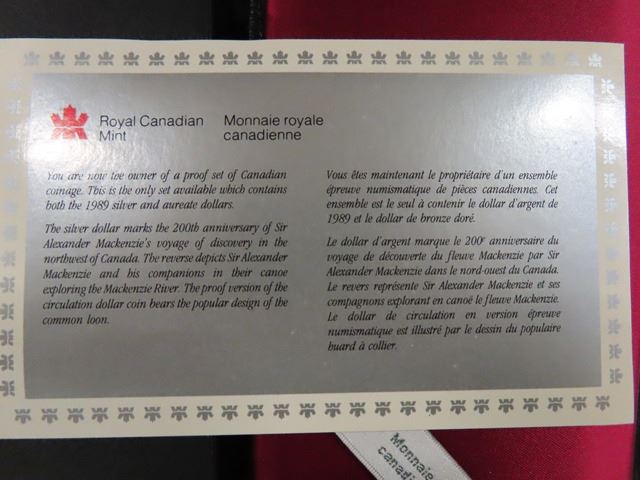 Royal Canadian
Mint
Monnaie royale
canadienne
You are now the owner of a proof set of Canadian
coinage. This is the only set available which contains
both the 1989 silver and aureate dollars.
The silver dollar marks the 200th anniversary of Sir
Alexander Mackenzie's voyage of discovery in the
northwest of Canada. The reverse depicts Sir Alexander
Mackenzie and his companions in their canoe
exploring the Mackenzie River. The proof version of the
circulation dollar coin bears the popular design of the
common loon.
Vous êtes maintenant le propriétaire d'un ensemble
épreuve numismatique de pièces canadiennes. Cet
ensemble est le seul à contenir le dollar d'argent de
1989 et le dollar de bronze doré.
Le dollar d'argent marque le 200e anniversaire du
voyage de découverte du fleuve Mackenzie par Sir
Alexander Mackenzie dans le nord-ouest du Canada.
Le revers représente Sir Alexander Mackenzie et ses
compagnons explorant en canoë le fleuve Mackenzie.
Le dollar de circulation en version épreuve
numismatique est illustré par le dessin du populaire
huard à collier.
Monnaie